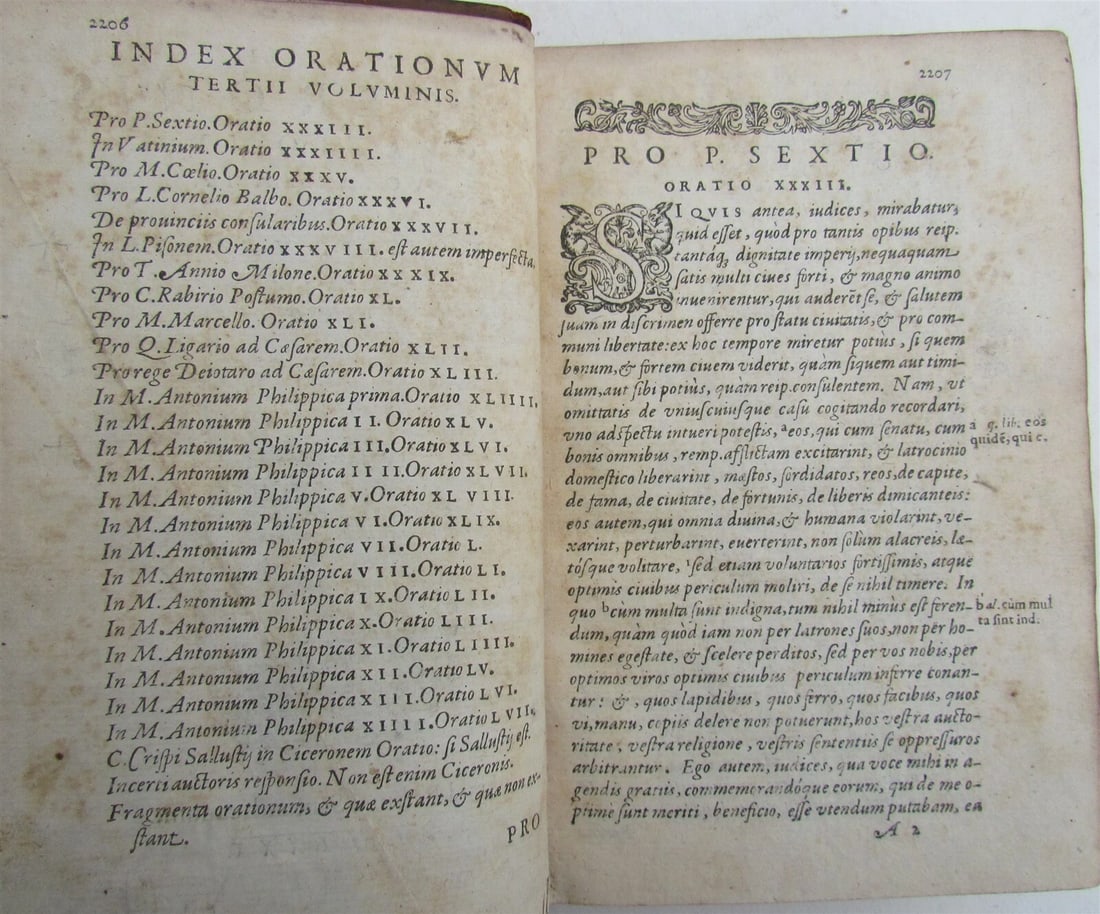 2206
INDEX ORATIONVM
TERTII VOLVMINIS.
Pro P.Sextio.Oratio XXXIII.
In Vatinium.Oratio XXXIIII.
Pro M.Cœlio.Oratio XXXV.
Pro L.Cornelio Balbo. Oratio XXXVI.
De prouinciis conſularibus.Oratio XXXVII.
In L.Piſonem.Oratio XXXVIII. est autem imperfecta.
Pro T. Annio Milone.Oratio XXXIX.
Pro C.Rabirio Postumo.Oratio XL.
Pro M.Marcello. Oratio XLI.
Pro Q.Ligario ad Cæſarem.Oratio XLII.
Pro rege Deiotaro ad Cæſarem.Oratio XLIII.
In M.Antonium Philippica prima.Oratio XLIIII.
In M.Antonium Philippica II.Oratio XLV.
In M.Antonium Philippica III.Oratio XLVI.
In M.Antonium Philippica IIII.Oratio XLVII.
In M.Antonium Philippica V.Oratio XLVIII.
In M.Antonium Philippica VI.Oratio XLIX.
In M.Antonium Philippica VII.Oratio L.
In M.Antonium Philippica VIII.Oratio LI.
In M.Antonium Philippica IX.Oratio LII.
In M.Antonium Philippica X.Oratio LIII.
In M.Antonium Philippica XI.Oratio LIIII.
In M.Antonium Philippica XII.Oratio LV.
In M.Antonium Philippica XIII.Oratio LVI.
In M.Antonium Philippica XIIII.Oratio LVII.
C.Criſpi Sallustij in Ciceronem Oratio: ſi Sallustij est.
Incerti auctoris reſponſio. Non est enim Ciceronis.
Fragmenta orationum, & quæ exstant, & quæ non ex-
stant.
PRO
2207
PRO P. SEXTIO.
ORATIO XXXIII.
SIQVIS antea, iudices, mirabatur,
quid eſſet, quòd pro tantis opibus reip.
tantáq; dignitate imperij, nequaquam
ſatis multi ciues forti, & magno animo
inuenirentur, qui auderēt ſe, & ſalutem
ſuam in diſcrimen offerre pro statu ciuitatis, & pro com-
muni libertate: ex hoc tempore miretur potiùs, ſi quem
bonum, & fortem ciuem viderit, quàm ſiquem aut timi-
dum, aut ſibi potiùs, quàm reip.conſulentem. Nam, vt
omittatis de vniuſcuiuſque caſu cogitando recordari,
vno adſpectu intueri potestis, ᵃeos, qui cum ſenatu, cum
bonis omnibus, remp.afflictam excitarint, & latrocinio
domestico liberarint, mæstos, ſordidatos, reos, de capite,
de fama, de ciuitate, de fortunis, de liberis dimicanteis:
eos autem, qui omnia diuina, & humana violarint, ve-
xarint, perturbarint, euerterint, non ſolùm alacreis, læ-
tóſque volitare, ſed etiam voluntarios fortiſſimis, atque
optimis ciuibus periculum moliri, de ſe nihil timere. In
quo ᵇcùm multa ſunt indigna, tum nihil minùs est feren-
dum, quàm quòd iam non per latrones ſuos, non per ho-
mines egestate, & ſcelere perditos, ſed per vos nobis, per
optimos viros optimis ciuibus periculum inferre conan-
tur: &, quos lapidibus, quos ferro, quos facibus, quos
vi, manu, copiis delere non potuerunt, hos vestra aucto-
ritate, vestra religione, vestris ſententiis ſe oppreſſuros
arbitrantur. Ego autem, iudices, qua voce mihi in a-
gendis gratiis, commemorandóque eorum, qui de me o-
ptime ſunt meriti, beneficio, eſſe vtendum putabam, ea
A 2
a q. lib. eos
quidē, qui c.
b al. cùm mul
ta ſint ind.